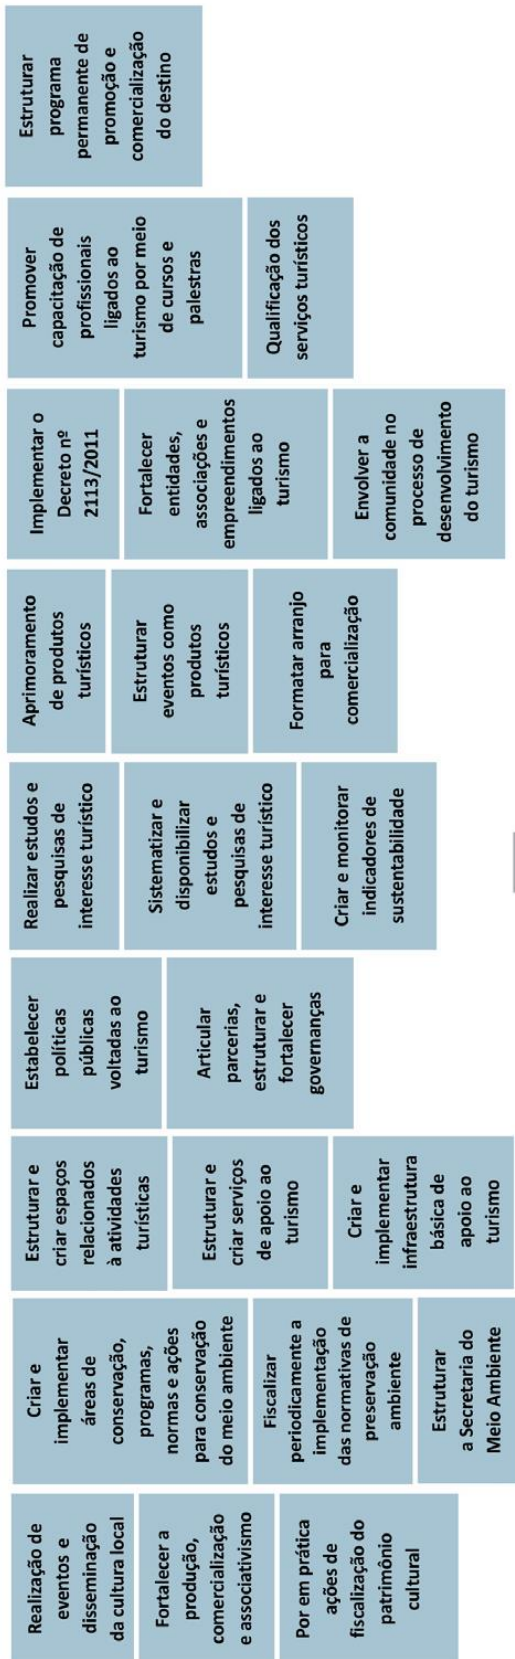 Realização de
eventos e
disseminação
da cultura local
Fortalecer a
produção,
comercialização
e associativismo
Por em prática
ações de
fiscalização do
patrimônio
cultural
Criar e
implementar
áreas de
conservação,
programas,
normas e ações
para conservação
do meio ambiente
Fiscalizar
periodicamente a
implementação
das normativas de
preservação
ambiente
Estruturar
a Secretaria do
Meio Ambiente
Estruturar e
criar espaços
relacionados
à atividades
turísticas
Estruturar e
criar serviços
de apoio ao
turismo
Criar e
implementar
infraestrutura
básica de
apoio ao
turismo
Estabelecer
políticas
públicas
voltadas ao
turismo
Articular
parcerias,
estruturar e
fortalecer
governanças
Realizar estudos e
pesquisas de
interesse turístico
Sistematizar e
disponibilizar
estudos e
pesquisas de
interesse turístico
Criar e monitorar
indicadores de
sustentabilidade
Aprimoramento
de produtos
turísticos
Estruturar
eventos como
produtos
turísticos
Formatar arranjo
para
comercialização
Implementar o
Decreto nº
2113/2011
Fortalecer
entidades,
associações e
empreendimentos
ligados ao
turismo
Envolver a
comunidade no
processo de
desenvolvimento
do turismo
Promover
capacitação de
profissionais
ligados ao
turismo por meio
de cursos e
palestras
Qualificação dos
serviços turísticos
Estruturar
programa
permanente de
promoção e
comercialização
do destino